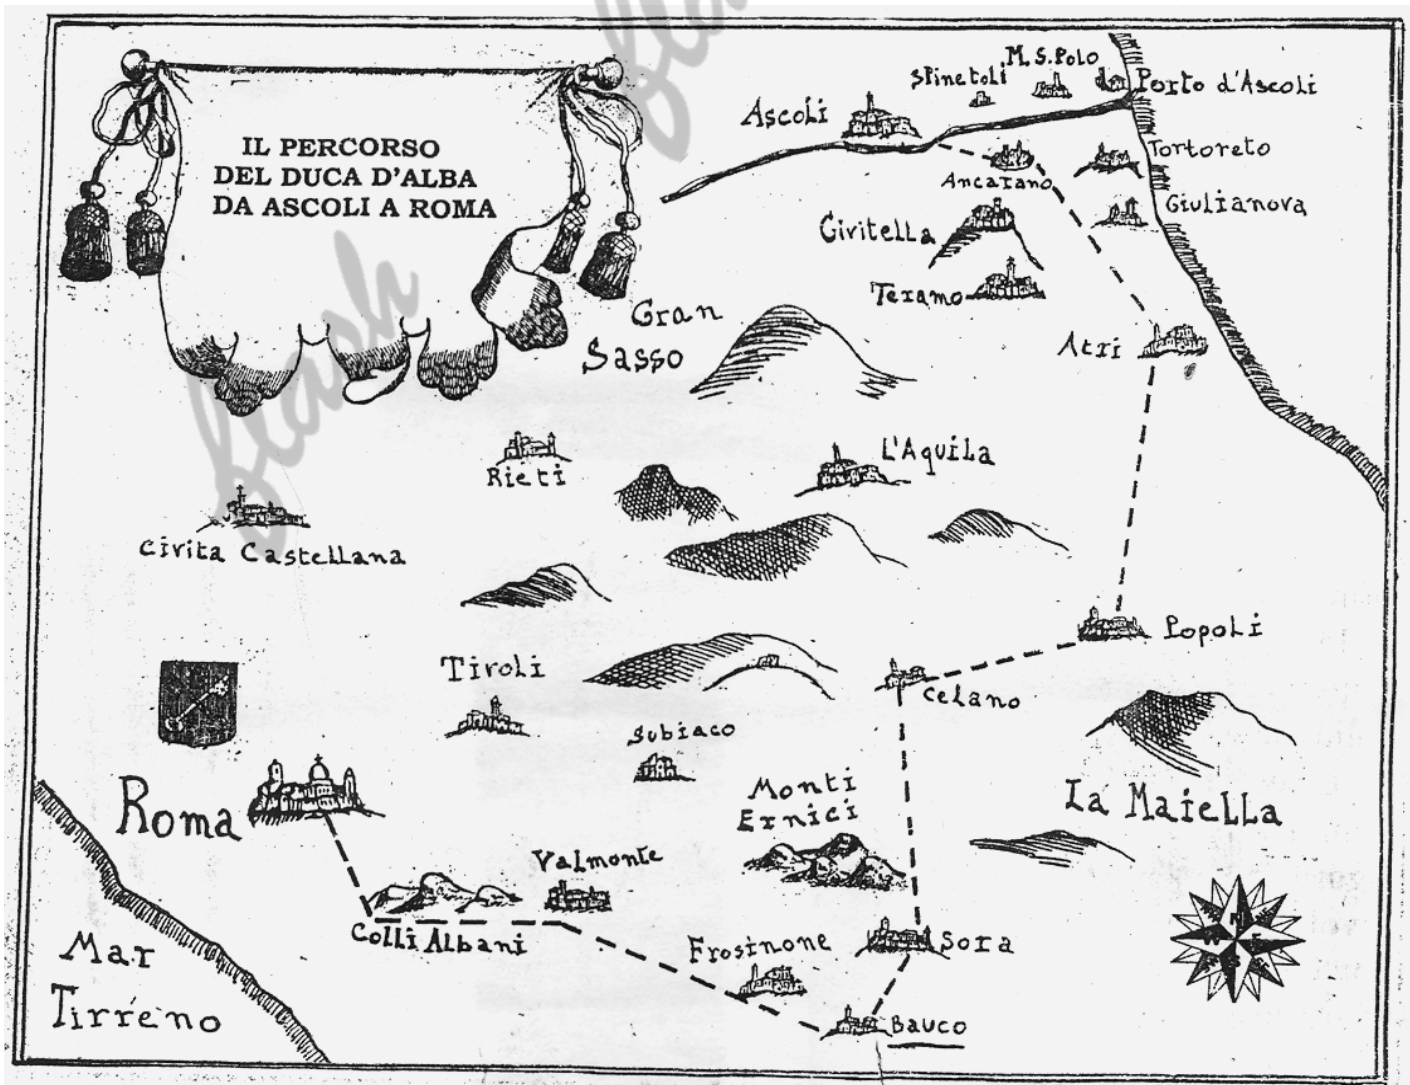 IL PERCORSO
DEL DUCA D'ALBA
DA ASCOLI A ROMA
flash
flash
M. S. Polo
Spinetoli
Porto d'Ascoli
Ascoli
Tortoreto
Ancarano
Giulianova
Civitella
Teramo
Gran
Sasso
Atri
L'Aquila
Rieti
Civita Castellana
Popoli
Tivoli
Celano
Subiaco
Monti
Ernici
La Maiella
Roma
Valmonte
Colli Albani
Frosinone
Sora
Mar
Tirreno
Bauco